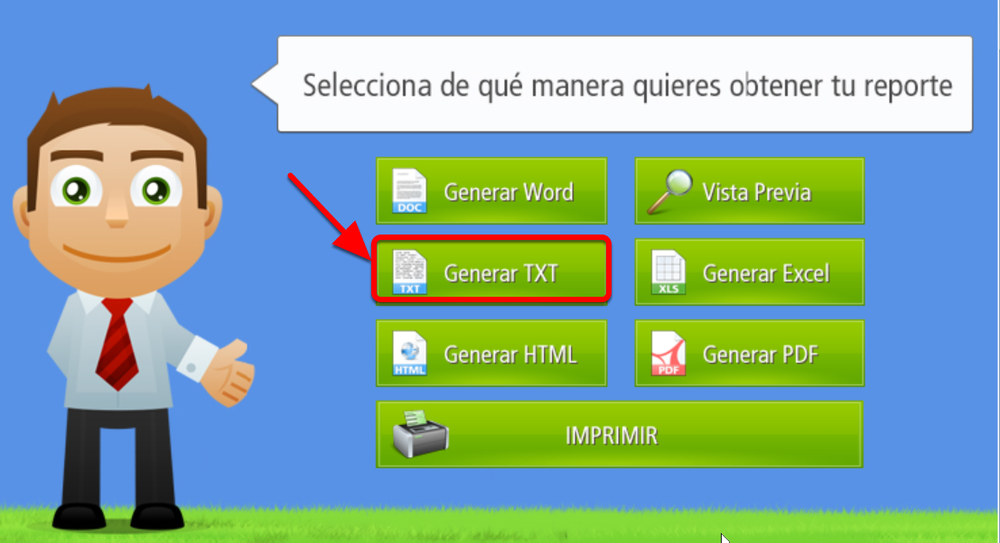 Selecciona de qué manera quieres obtener tu reporte
DOC Generar Word
Vista Previa
TXT Generar TXT
XLS Generar Excel
HTML Generar HTML
PDF Generar PDF
IMPRIMIR